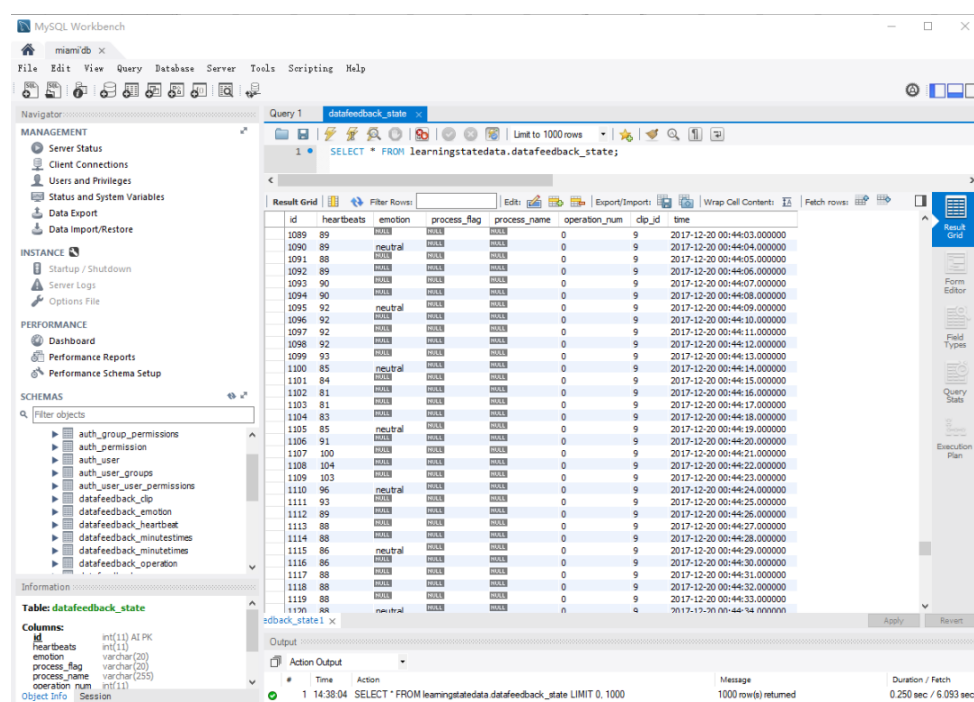 MySQL Workbench
miami'db ×
File Edit View Query Database Server Tools Scripting Help
Navigator
MANAGEMENT
Server Status
Client Connections
Users and Privileges
Status and System Variables
Data Export
Data Import/Restore
INSTANCE
Startup / Shutdown
Server Logs
Options File
PERFORMANCE
Dashboard
Performance Reports
Performance Schema Setup
SCHEMAS
Filter objects
auth_group_permissions
auth_permission
auth_user
auth_user_groups
auth_user_user_permissions
datafeedback_clip
datafeedback_emotion
datafeedback_heartbeat
datafeedback_minutestimes
datafeedback_minutetimes
datafeedback_operation
Information
Table: datafeedback_state
Columns:
id int(11) AI PK
heartbeats int(11)
emotion varchar(20)
process_flag varchar(20)
process_name varchar(255)
operation_num int(11)
Object Info Session
Query 1 datafeedback_state ×
Limit to 1000 rows
1 SELECT * FROM learningstatedata.datafeedback_state;
Result Grid Filter Rows: Edit: Export/Import: Wrap Cell Content: Fetch rows:
id heartbeats emotion process_flag process_name operation_num clip_id time
1089 89 NULL NULL NULL 0 9 2017-12-20 00:44:03.000000
1090 89 neutral NULL NULL 0 9 2017-12-20 00:44:04.000000
1091 88 NULL NULL NULL 0 9 2017-12-20 00:44:05.000000
1092 89 NULL NULL NULL 0 9 2017-12-20 00:44:06.000000
1093 90 NULL NULL NULL 0 9 2017-12-20 00:44:07.000000
1094 90 NULL NULL NULL 0 9 2017-12-20 00:44:08.000000
1095 92 neutral NULL NULL 0 9 2017-12-20 00:44:09.000000
1096 92 NULL NULL NULL 0 9 2017-12-20 00:44:10.000000
1097 92 NULL NULL NULL 0 9 2017-12-20 00:44:11.000000
1098 92 NULL NULL NULL 0 9 2017-12-20 00:44:12.000000
1099 93 NULL NULL NULL 0 9 2017-12-20 00:44:13.000000
1100 85 neutral NULL NULL 0 9 2017-12-20 00:44:14.000000
1101 84 NULL NULL NULL 0 9 2017-12-20 00:44:15.000000
1102 81 NULL NULL NULL 0 9 2017-12-20 00:44:16.000000
1103 81 NULL NULL NULL 0 9 2017-12-20 00:44:17.000000
1104 83 NULL NULL NULL 0 9 2017-12-20 00:44:18.000000
1105 85 neutral NULL NULL 0 9 2017-12-20 00:44:19.000000
1106 91 NULL NULL NULL 0 9 2017-12-20 00:44:20.000000
1107 100 NULL NULL NULL 0 9 2017-12-20 00:44:21.000000
1108 104 NULL NULL NULL 0 9 2017-12-20 00:44:22.000000
1109 103 NULL NULL NULL 0 9 2017-12-20 00:44:23.000000
1110 96 neutral NULL NULL 0 9 2017-12-20 00:44:24.000000
1111 93 NULL NULL NULL 0 9 2017-12-20 00:44:25.000000
1112 89 NULL NULL NULL 0 9 2017-12-20 00:44:26.000000
1113 88 NULL NULL NULL 0 9 2017-12-20 00:44:27.000000
1114 88 NULL NULL NULL 0 9 2017-12-20 00:44:28.000000
1115 86 neutral NULL NULL 0 9 2017-12-20 00:44:29.000000
1116 86 NULL NULL NULL 0 9 2017-12-20 00:44:30.000000
1117 88 NULL NULL NULL 0 9 2017-12-20 00:44:31.000000
1118 88 NULL NULL NULL 0 9 2017-12-20 00:44:32.000000
1119 88 NULL NULL NULL 0 9 2017-12-20 00:44:33.000000
1120 88 neutral NULL NULL 0 9 2017-12-20 00:44:34.000000
Result Grid
Form Editor
Field Types
Query Stats
Execution Plan
edback_state1 × Apply Revert
Output
Action Output
# Time Action Message Duration / Fetch
1 14:38:04 SELECT * FROM learningstatedata.datafeedback_state LIMIT 0, 1000 1000 row(s) returned 0.250 sec / 6.093 sec